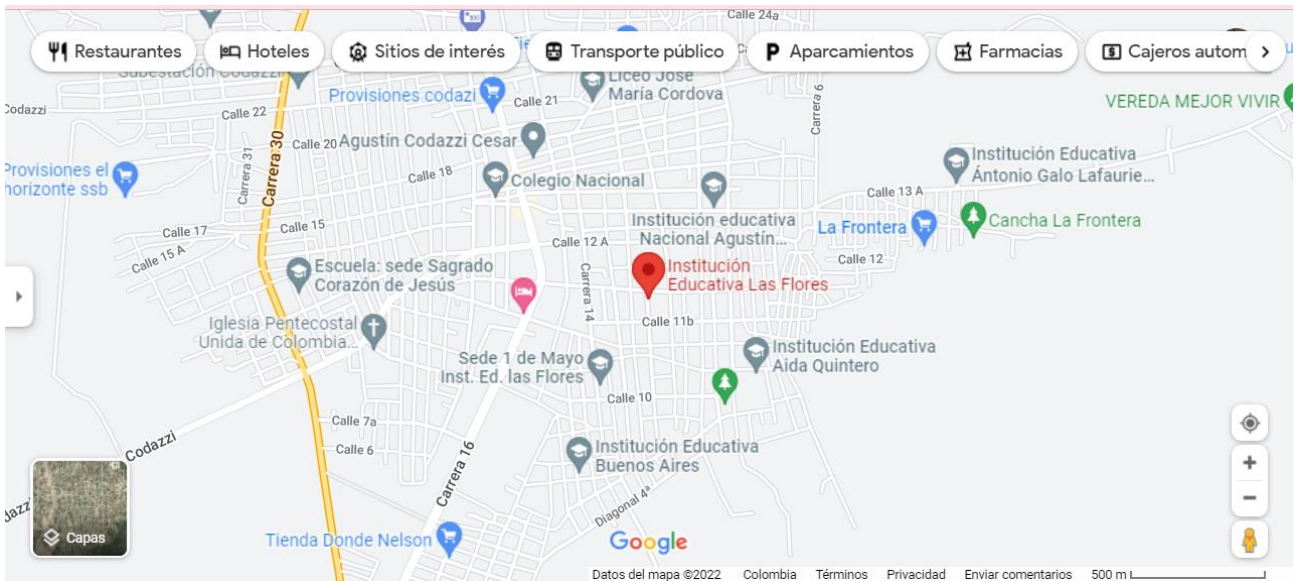 Calle 24a
Restaurantes
Hoteles
Sitios de interés
Transporte público
Aparcamientos
Farmacias
Cajeros autom
Subestación Codazzi
Provisiones codazi
Liceo José
María Cordova
VEREDA MEJOR VIVIR
Codazzi
Calle 22
Calle 21
Carrera 6
Carrera 30
Carrera 31
Calle 20
Agustín Codazzi Cesar
Provisiones el
horizonte ssb
Calle 18
Colegio Nacional
Institución Educativa
Ántonio Galo Lafaurie...
Calle 13 A
Institución educativa
Nacional Agustín...
La Frontera
Cancha La Frontera
Calle 17
Calle 15
Calle 15 A
Calle 12 A
Calle 12
Escuela: sede Sagrado
Corazón de Jesús
Institución
Educativa Las Flores
Carrera 14
Iglesia Pentecostal
Unida de Colombia...
Calle 11b
Sede 1 de Mayo
Inst. Ed. las Flores
Institución Educativa
Aida Quintero
Calle 10
Calle 7a
Calle 6
Codazzi
Carrera 16
Institución Educativa
Buenos Aires
Diagonal 4ª
Capas
Tienda Donde Nelson
Google
Datos del mapa ©2022 Colombia Términos Privacidad Enviar comentarios 500 m